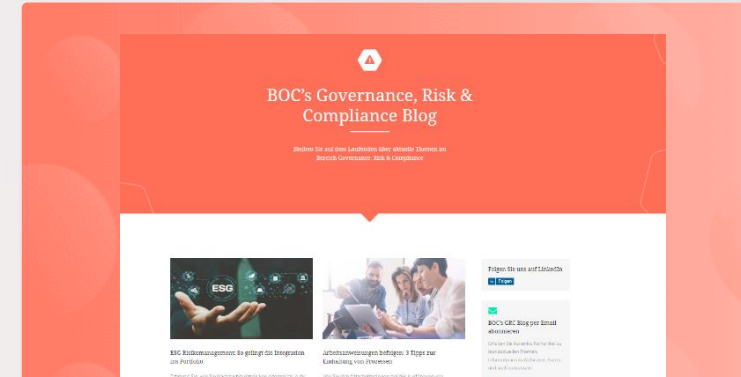 BOC's Governance, Risk &
Compliance Blog
Bleiben Sie auf dem Laufenden über aktuelle Themen im
Bereich Governance, Risk & Compliance
ESG
ESG Risikomanagement: So gelingt die Integration
ins Portfolio
Arbeitsanweisungen befolgen: 3 Tipps zur
Einhaltung von Prozessen
Folgen Sie uns auf LinkedIn
in Folgen
BOC's GRC Blog per Email
abonnieren